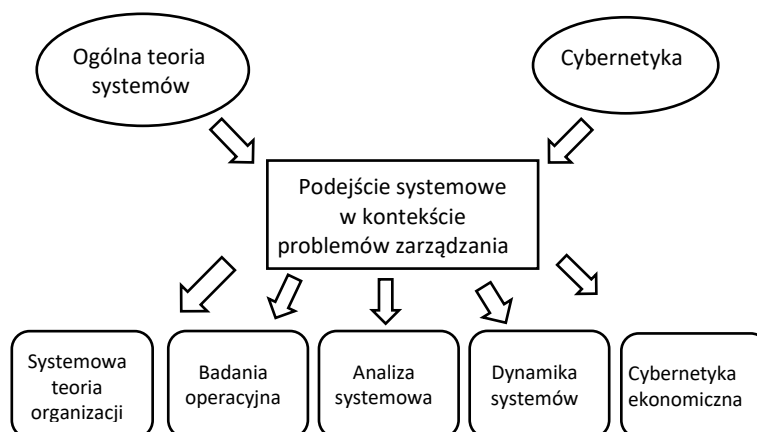 Ogólna teoria
systemów
Cybernetyka
Podejście systemowe
w kontekście
problemów zarządzania
Systemowa
teoria
organizacji
Badania
operacyjna
Analiza
systemowa
Dynamika
systemów
Cybernetyka
ekonomiczna